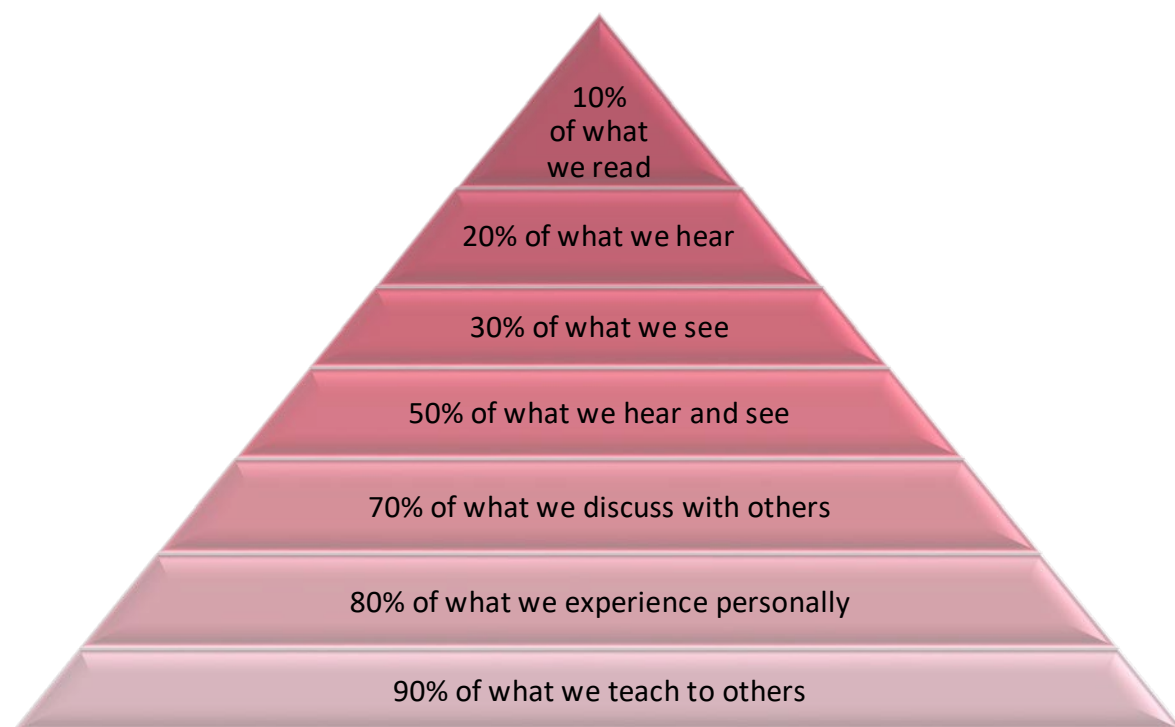 10%
of what
we read
20% of what we hear
30% of what we see
50% of what we hear and see
70% of what we discuss with others
80% of what we experience personally
90% of what we teach to others